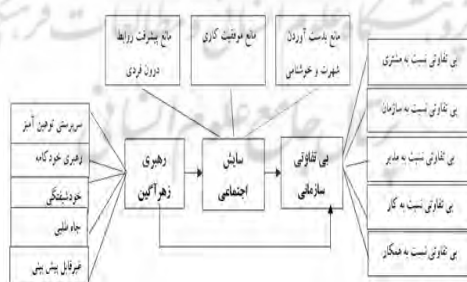 مانع پیشرفت روابط
دوون فردی
مانع موفقیت کاری
مانع بدست آوردن
شهرت و خوشنامی
سرپرستی توهین آمیز
رهبری خودکامه
خودشیفتگی
جاه طلبی
غیرقابل پیش بینی
رهبری
زهرآگین
سایش
اجتماعی
بی تفاوتی
سازمانی
بی تفاوتی نسبت به مشتری
بی تفاوتی نسبت به سازمان
بی تفاوتی نسبت به مدیر
بی تفاوتی نسبت به کار
بی تفاوتی نسبت به همکار